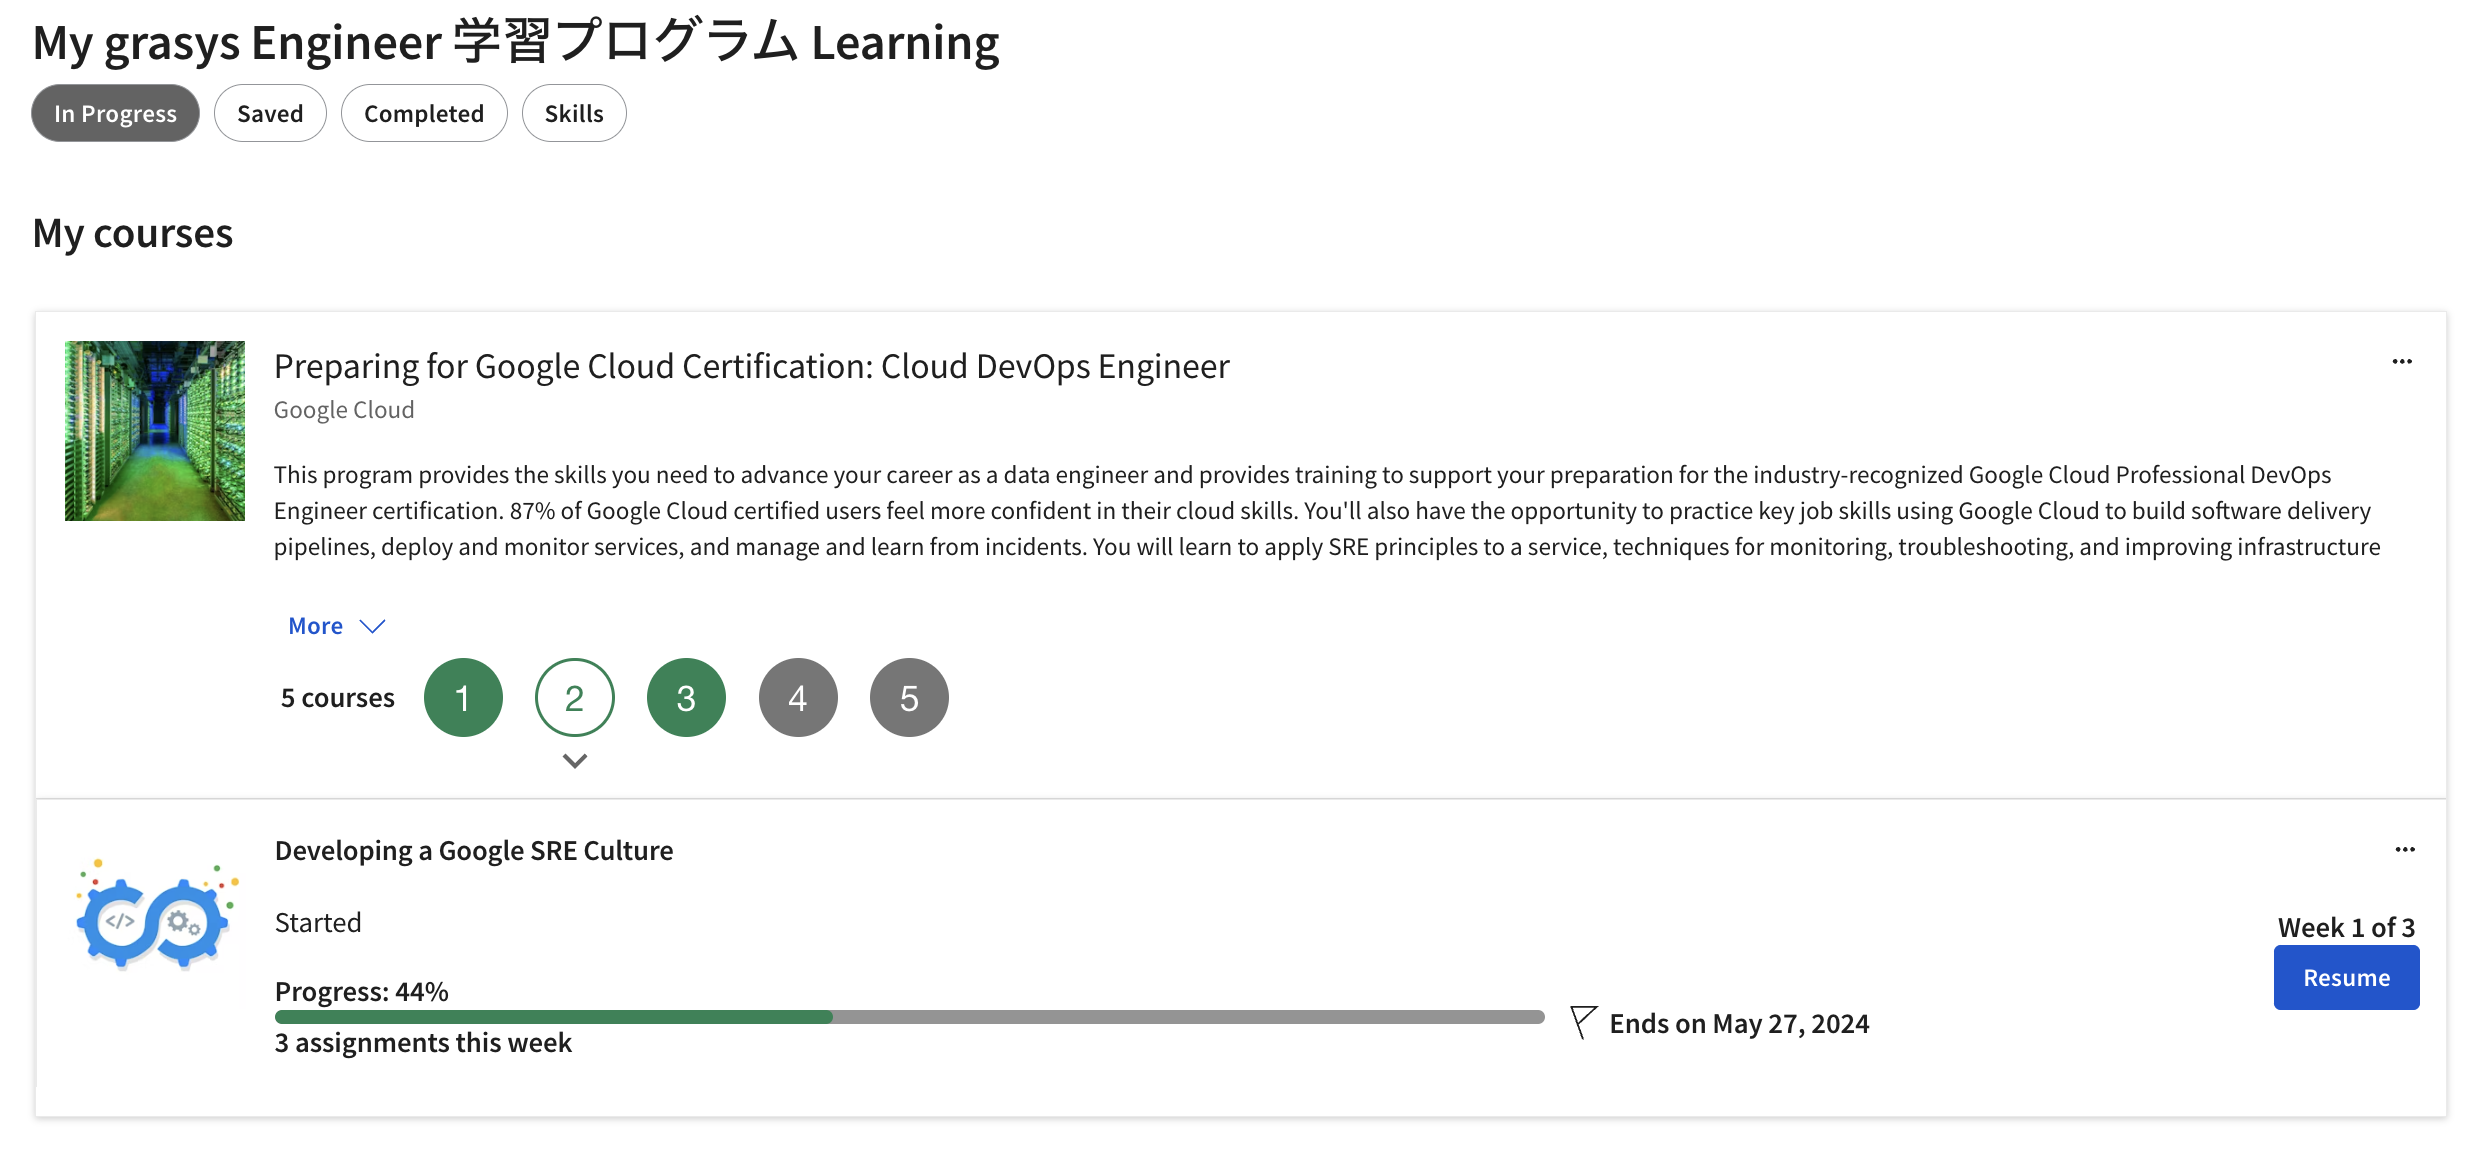 My grasys Engineer 学習プログラム Learning
In Progress
Saved
Completed
Skills
My courses
Preparing for Google Cloud Certification: Cloud DevOps Engineer
Google Cloud
This program provides the skills you need to advance your career as a data engineer and provides training to support your preparation for the industry-recognized Google Cloud Professional DevOps
Engineer certification. 87% of Google Cloud certified users feel more confident in their cloud skills. You'll also have the opportunity to practice key job skills using Google Cloud to build software delivery
pipelines, deploy and monitor services, and manage and learn from incidents. You will learn to apply SRE principles to a service, techniques for monitoring, troubleshooting, and improving infrastructure
More
5 courses 1 2 3 4 5
Developing a Google SRE Culture
Started
Week 1 of 3
Resume
Progress: 44%
Ends on May 27, 2024
3 assignments this week